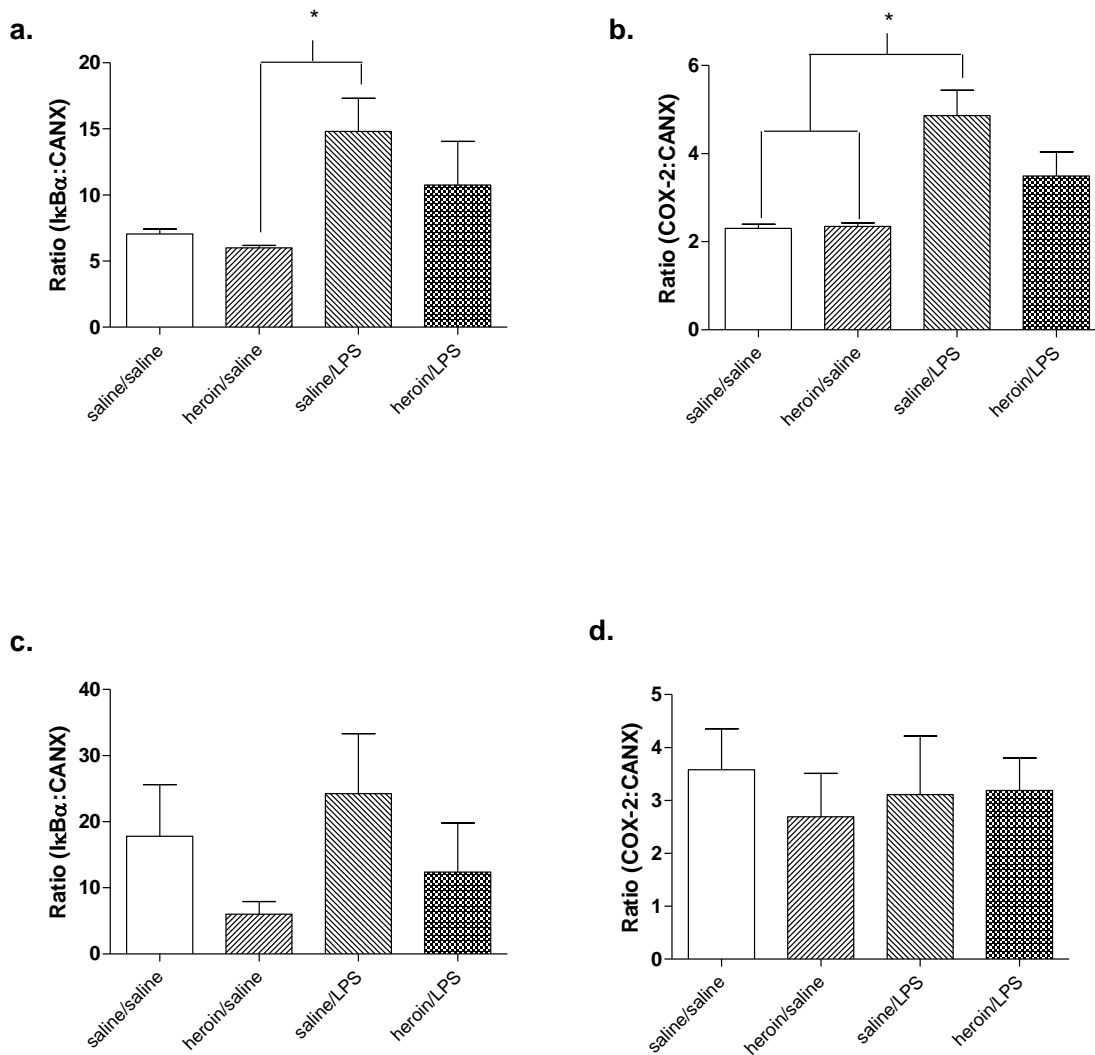 a.
*
Ratio (IκBα:CANX)
20
15
10
5
0
saline/saline
heroin/saline
saline/LPS
heroin/LPS
b.
*
Ratio (COX-2:CANX)
6
4
2
0
saline/saline
heroin/saline
saline/LPS
heroin/LPS
c.
Ratio (IκBα:CANX)
40
30
20
10
0
saline/saline
heroin/saline
saline/LPS
heroin/LPS
d.
Ratio (COX-2:CANX)
5
4
3
2
1
0
saline/saline
heroin/saline
saline/LPS
heroin/LPS